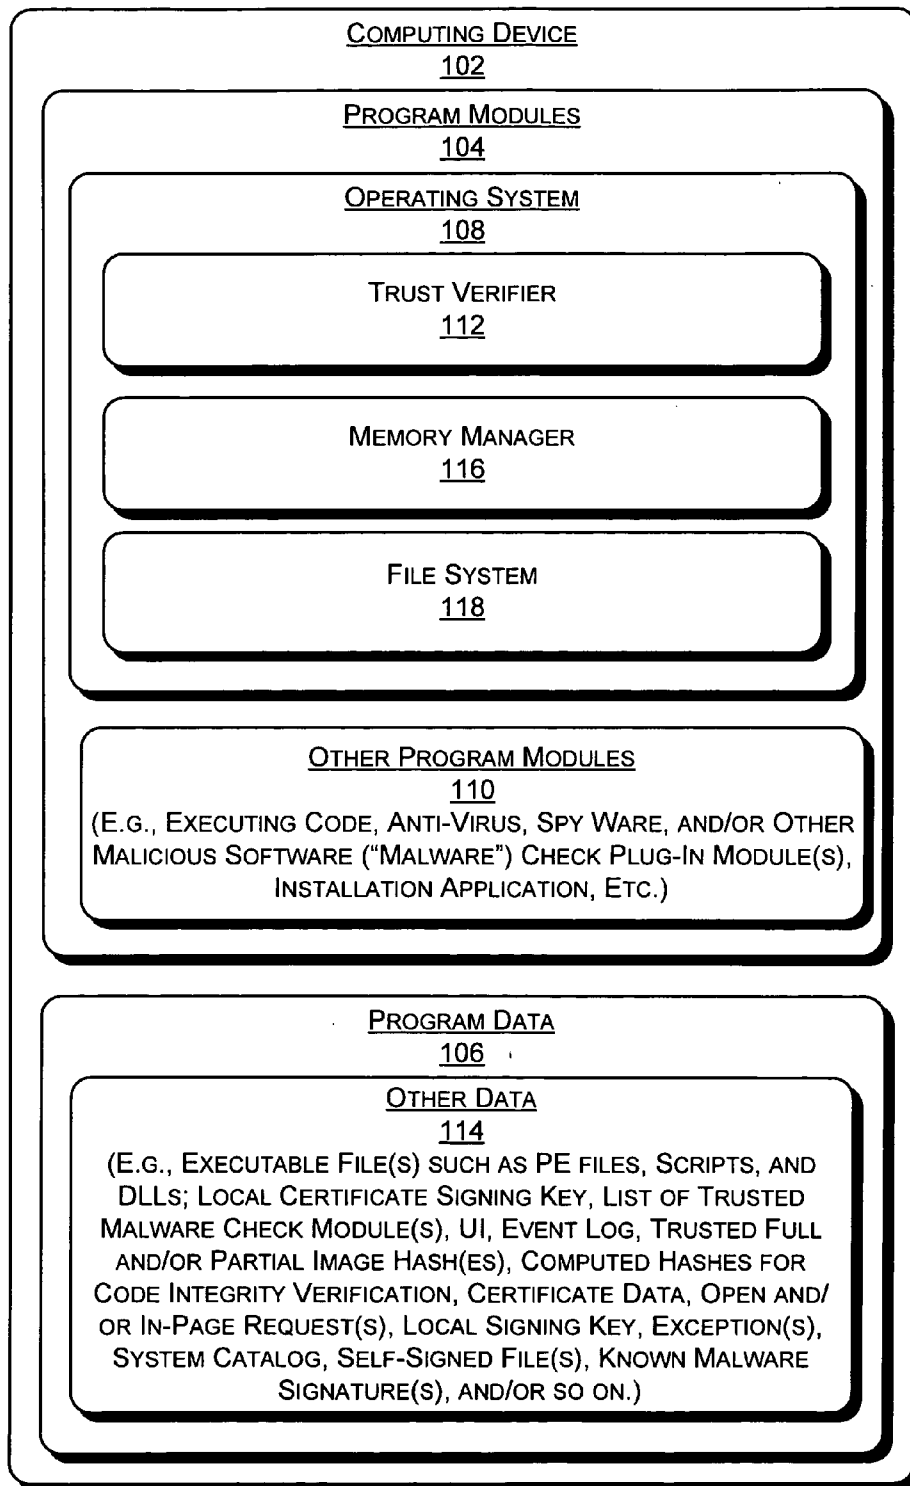 COMPUTING DEVICE
102
PROGRAM MODULES
104
OPERATING SYSTEM
108
TRUST VERIFIER
112
MEMORY MANAGER
116
FILE SYSTEM
118
OTHER PROGRAM MODULES
110
(E.G., EXECUTING CODE, ANTI-VIRUS, SPY WARE, AND/OR OTHER
MALICIOUS SOFTWARE ("MALWARE") CHECK PLUG-IN MODULE(S),
INSTALLATION APPLICATION, ETC.)
PROGRAM DATA
106
OTHER DATA
114
(E.G., EXECUTABLE FILE(S) SUCH AS PE FILES, SCRIPTS, AND
DLLS; LOCAL CERTIFICATE SIGNING KEY, LIST OF TRUSTED
MALWARE CHECK MODULE(S), UI, EVENT LOG, TRUSTED FULL
AND/OR PARTIAL IMAGE HASH(ES), COMPUTED HASHES FOR
CODE INTEGRITY VERIFICATION, CERTIFICATE DATA, OPEN AND/
OR IN-PAGE REQUEST(S), LOCAL SIGNING KEY, EXCEPTION(S),
SYSTEM CATALOG, SELF-SIGNED FILE(S), KNOWN MALWARE
SIGNATURE(S), AND/OR SO ON.)